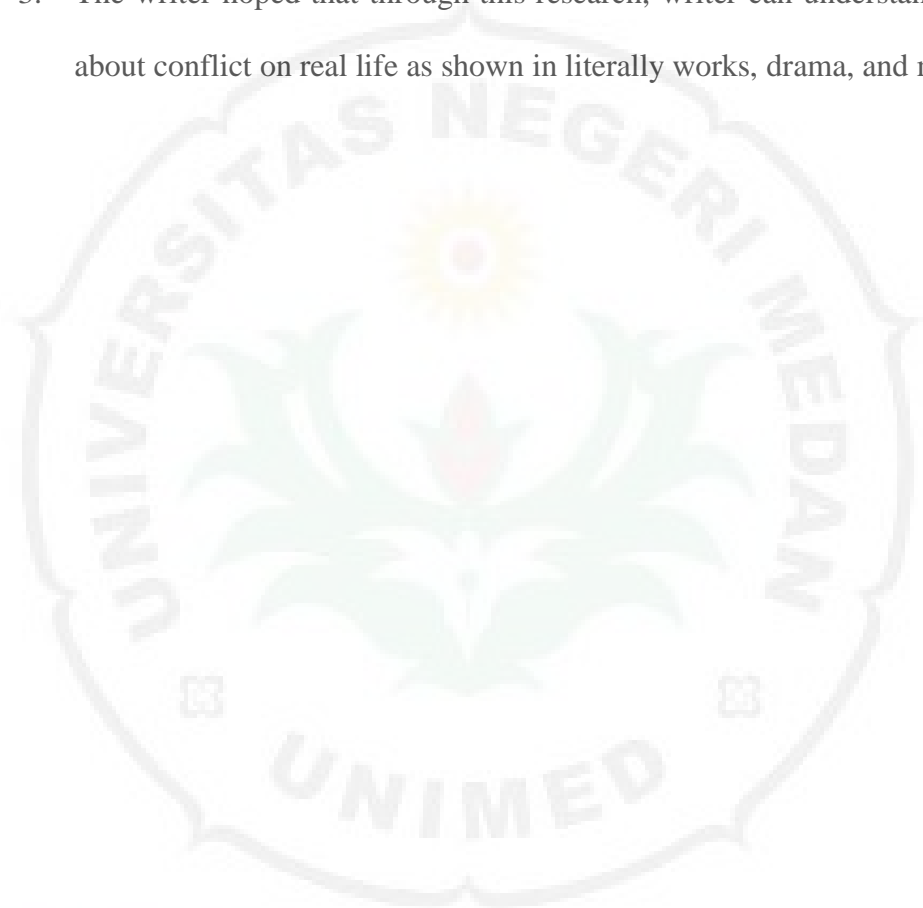 3. The writer hoped that through this research, writer can understan
about conflict on real life as shown in literally works, drama, and
UNIVERSITAS NEGERI MEDAN
UNIMED